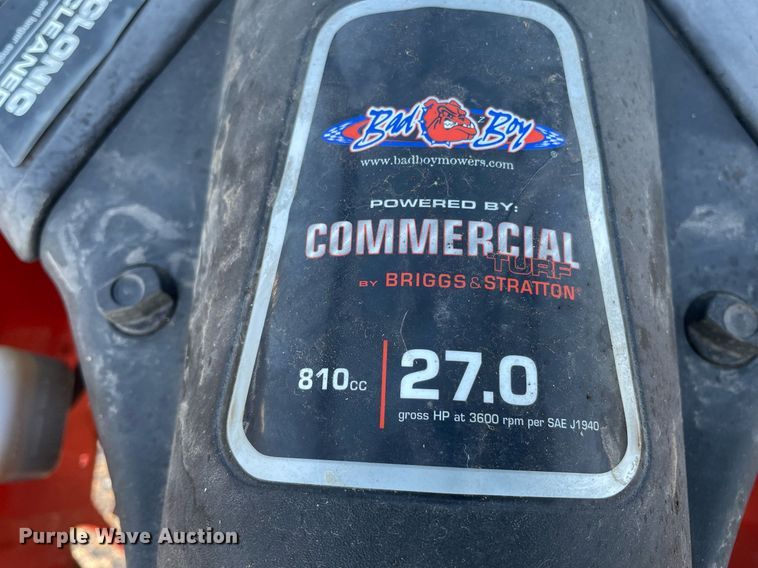 CYCLONIC
CLEANER
Bad Boy
www.badboymowers.com
POWERED BY:
COMMERCIAL
TURF
BY BRIGGS & STRATTON
810cc
27.0
gross HP at 3600 rpm per SAE J1940
Purple Wave Auction